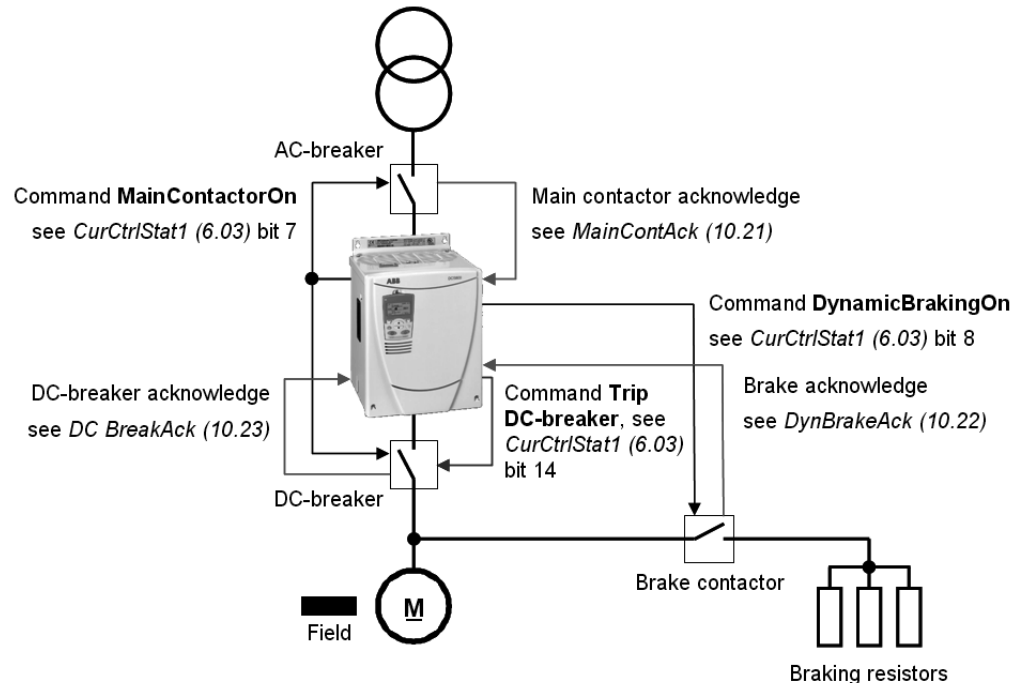 AC-breaker
Command MainContactorOn
see CurCtrlStat1 (6.03) bit 7
Main contactor acknowledge
see MainContAck (10.21)
ABB
Command DynamicBrakingOn
see CurCtrlStat1 (6.03) bit 8
DC-breaker acknowledge
see DC BreakAck (10.23)
Command Trip
DC-breaker, see
CurCtrlStat1 (6.03)
bit 14
Brake acknowledge
see DynBrakeAck (10.22)
DC-breaker
Brake contactor
M
Field
Braking resistors